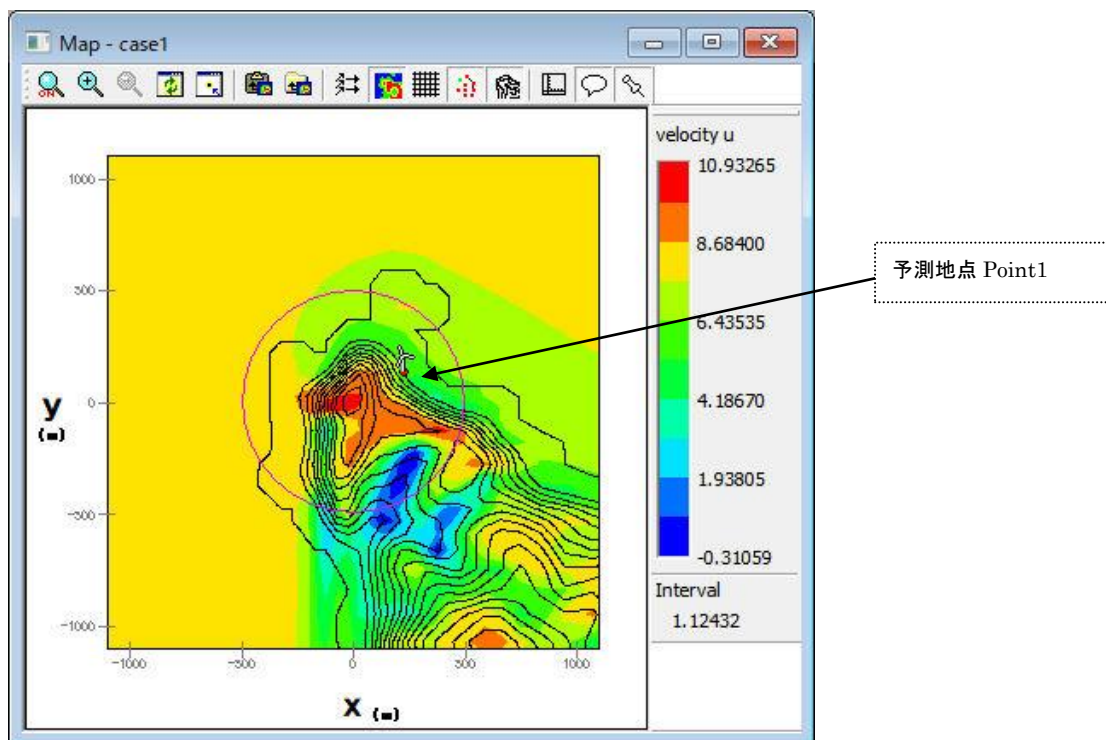 Map - case1
ON
velocity u
10.93265
8.68400
6.43535
4.18670
1.93805
-0.31059
Interval
1.12432
予測地点 Point1
1000
500
0
-500
-1000
y
-1000
-500
0
500
1000
x